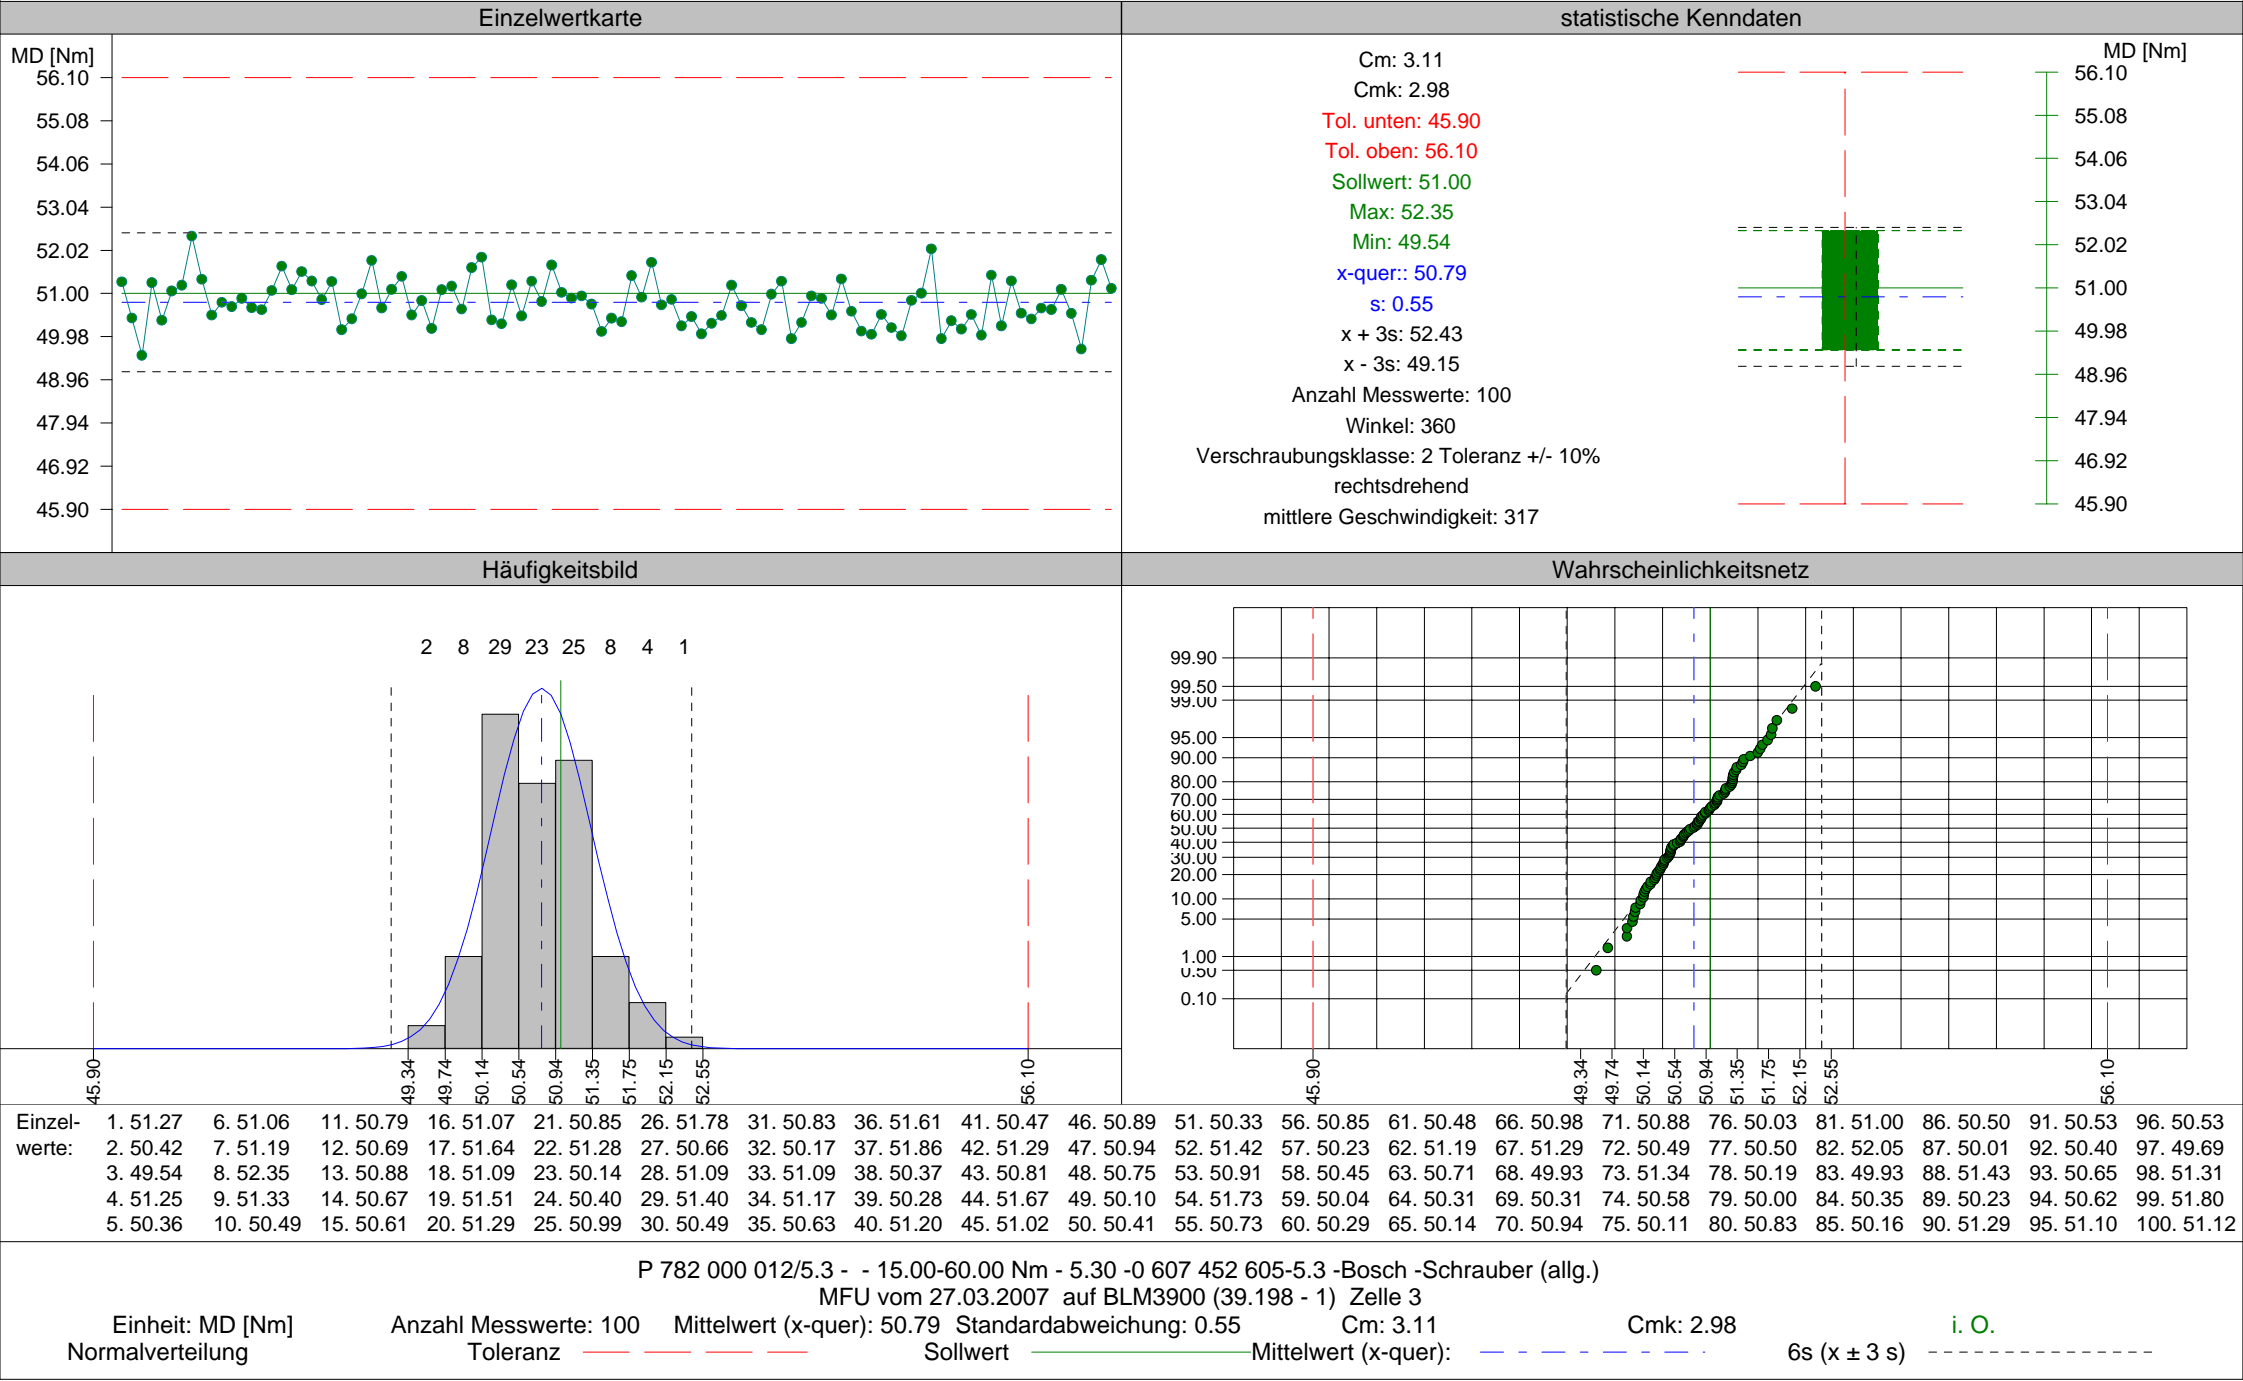 Einzelwertkarte
MD [Nm]
56.10
55.08
54.06
53.04
52.02
51.00
49.98
48.96
47.94
46.92
45.90
statistische Kenndaten
Cm: 3.11
Cmk: 2.98
Tol. unten: 45.90
Tol. oben: 56.10
Sollwert: 51.00
Max: 52.35
Min: 49.54
x-quer:: 50.79
s: 0.55
x + 3s: 52.43
x - 3s: 49.15
Anzahl Messwerte: 100
Winkel: 360
Verschraubungsklasse: 2 Toleranz +/- 10%
rechtsdrehend
mittlere Geschwindigkeit: 317
MD [Nm]
56.10
55.08
54.06
53.04
52.02
51.00
49.98
48.96
47.94
46.92
45.90
Häufigkeitsbild
2 8 29 23 25 8 4 1
45.90 49.34 49.74 50.14 50.54 50.94 51.35 51.75 52.15 52.55 56.10
Wahrscheinlichkeitsnetz
99.90
99.50
99.00
95.00
90.00
80.00
70.00
60.00
50.00
40.00
30.00
20.00
10.00
5.00
1.00
0.50
0.10
45.90 49.34 49.74 50.14 50.54 50.94 51.35 51.75 52.15 52.55 56.10
Einzel- 1. 51.27 6. 51.06 11. 50.79 16. 51.07 21. 50.85 26. 51.78 31. 50.83 36. 51.61 41. 50.47 46. 50.89 51. 50.33 56. 50.85 61. 50.48 66. 50.98 71. 50.88 76. 50.03 81. 51.00 86. 50.50 91. 50.53 96. 50.53
werte: 2. 50.42 7. 51.19 12. 50.69 17. 51.64 22. 51.28 27. 50.66 32. 50.17 37. 51.86 42. 51.29 47. 50.94 52. 51.42 57. 50.23 62. 51.19 67. 51.29 72. 50.49 77. 50.50 82. 52.05 87. 50.01 92. 50.40 97. 49.69
3. 49.54 8. 52.35 13. 50.88 18. 51.09 23. 50.14 28. 51.09 33. 51.09 38. 50.37 43. 50.81 48. 50.75 53. 50.91 58. 50.45 63. 50.71 68. 49.93 73. 51.34 78. 50.19 83. 49.93 88. 51.43 93. 50.65 98. 51.31
4. 51.25 9. 51.33 14. 50.67 19. 51.51 24. 50.40 29. 51.40 34. 51.17 39. 50.28 44. 51.67 49. 50.10 54. 51.73 59. 50.04 64. 50.31 69. 50.31 74. 50.58 79. 50.00 84. 50.35 89. 50.23 94. 50.62 99. 51.80
5. 50.36 10. 50.49 15. 50.61 20. 51.29 25. 50.99 30. 50.49 35. 50.63 40. 51.20 45. 51.02 50. 50.41 55. 50.73 60. 50.29 65. 50.14 70. 50.94 75. 50.11 80. 50.83 85. 50.16 90. 51.29 95. 51.10 100. 51.12
P 782 000 012/5.3 - - 15.00-60.00 Nm - 5.30 -0 607 452 605-5.3 -Bosch -Schrauber (allg.)
MFU vom 27.03.2007 auf BLM3900 (39.198 - 1) Zelle 3
Einheit: MD [Nm] Anzahl Messwerte: 100 Mittelwert (x-quer): 50.79 Standardabweichung: 0.55 Cm: 3.11 Cmk: 2.98 i. O.
Normalverteilung Toleranz Sollwert Mittelwert (x-quer): 6s (x ± 3 s)